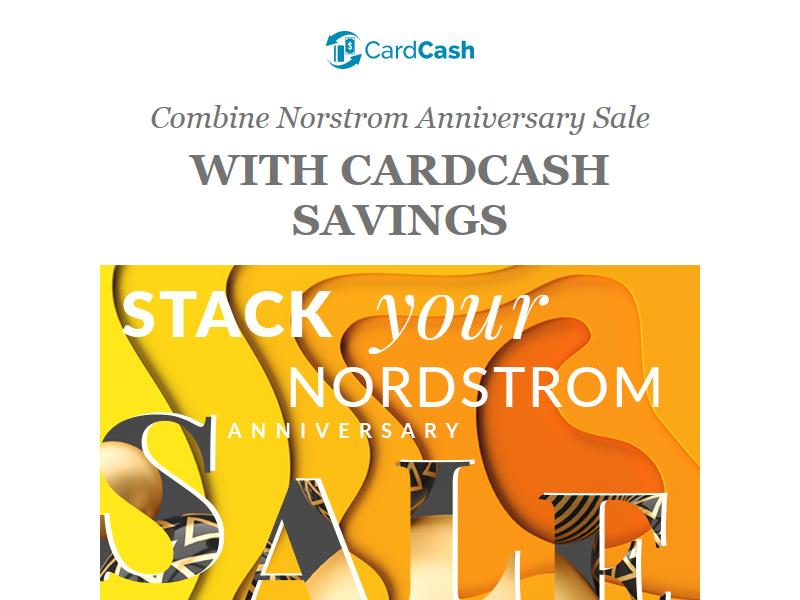 CardCash
Combine Norstrom Anniversary Sale
WITH CARDCASH
SAVINGS
STACK your
NORDSTROM
ANNIVERSARY
SALE